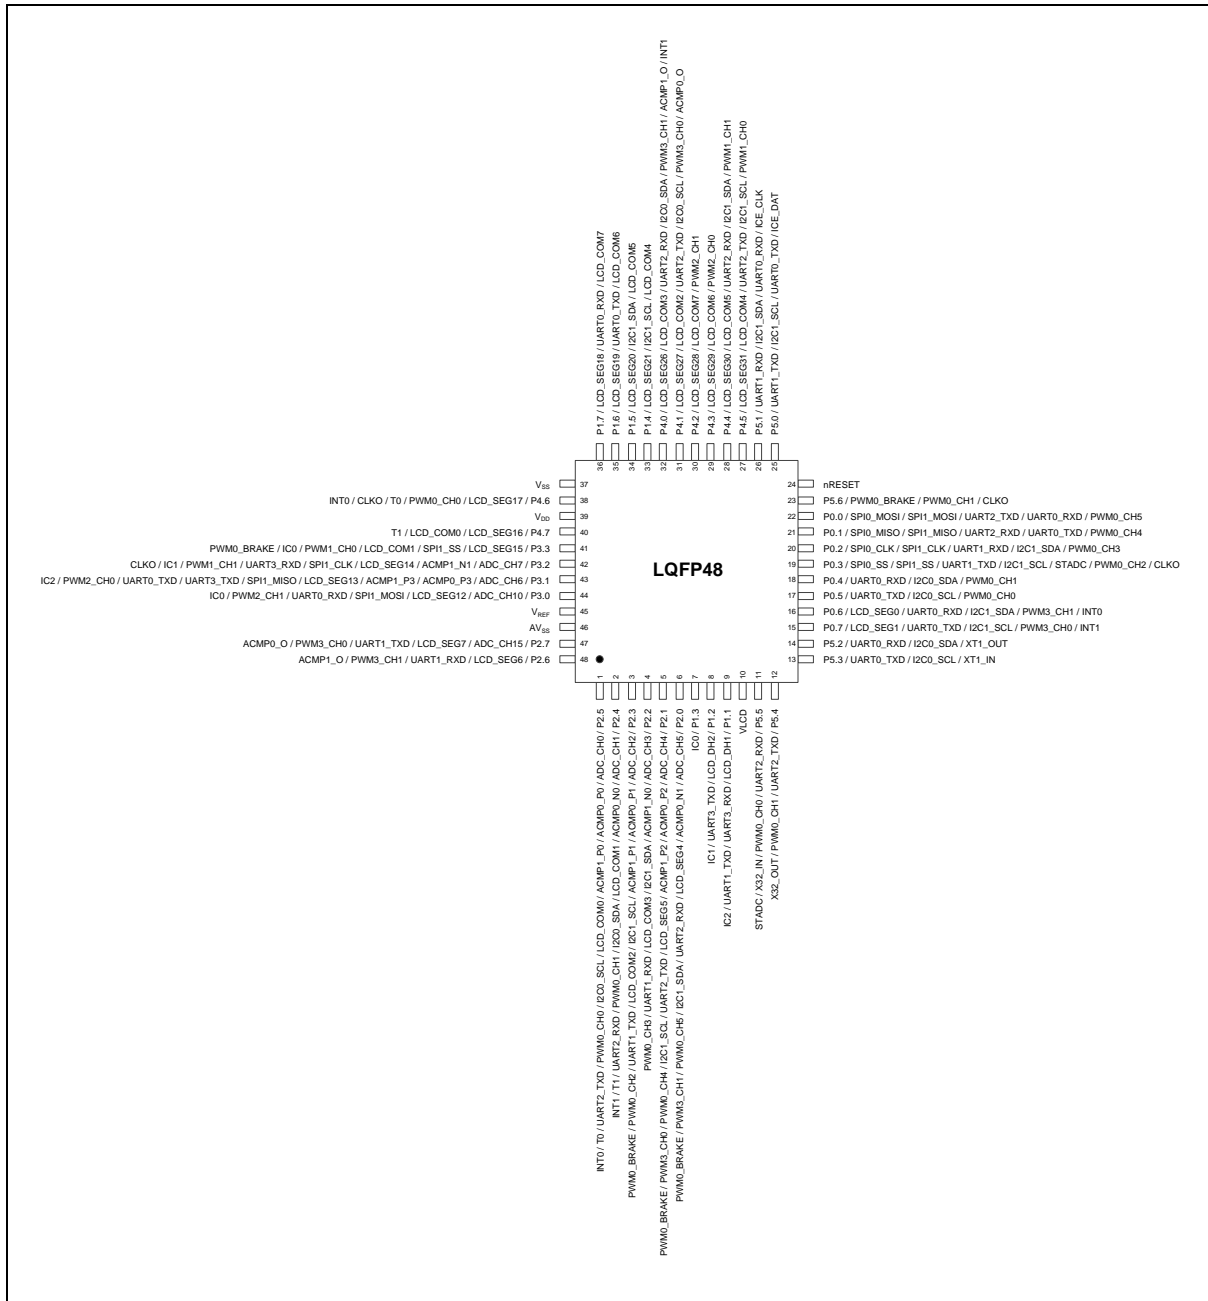 P1.7 / LCD_SEG18 / UART0_RXD / LCD_COM7
P1.6 / LCD_SEG19 / UART0_TXD / LCD_COM6
P1.5 / LCD_SEG20 / I2C1_SDA / LCD_COM5
P1.4 / LCD_SEG21 / I2C1_SCL / LCD_COM4
P4.0 / LCD_SEG26 / LCD_COM3 / UART2_RXD / I2C0_SDA / PWM3_CH1 / ACMP1_O / INT1
P4.1 / LCD_SEG27 / LCD_COM2 / UART2_TXD / I2C0_SCL / PWM3_CH0 / ACMP0_O
P4.2 / LCD_SEG28 / LCD_COM7 / PWM2_CH1
P4.3 / LCD_SEG29 / LCD_COM6 / PWM2_CH0
P4.4 / LCD_SEG30 / LCD_COM5 / UART2_RXD / I2C1_SDA / PWM1_CH1
P4.5 / LCD_SEG31 / LCD_COM4 / UART2_TXD / I2C1_SCL / PWM1_CH0
P5.1 / UART1_RXD / I2C1_SDA / UART0_RXD / ICE_CLK
P5.0 / UART1_TXD / I2C1_SCL / UART0_TXD / ICE_DAT
36 35 34 33 32 31 30 29 28 27 26 25
VSS 37
INT0 / CLKO / T0 / PWM0_CH0 / LCD_SEG17 / P4.6 38
VDD 39
T1 / LCD_COM0 / LCD_SEG16 / P4.7 40
PWM0_BRAKE / IC0 / PWM1_CH0 / LCD_COM1 / SPI1_SS / LCD_SEG15 / P3.3 41
CLKO / IC1 / PWM1_CH1 / UART3_RXD / SPI1_CLK / LCD_SEG14 / ACMP1_N1 / ADC_CH7 / P3.2 42
IC2 / PWM2_CH0 / UART0_TXD / UART3_TXD / SPI1_MISO / LCD_SEG13 / ACMP1_P3 / ACMP0_P3 / ADC_CH6 / P3.1 43
IC0 / PWM2_CH1 / UART0_RXD / SPI1_MOSI / LCD_SEG12 / ADC_CH10 / P3.0 44
VREF 45
AVSS 46
ACMP0_O / PWM3_CH0 / UART1_TXD / LCD_SEG7 / ADC_CH15 / P2.7 47
ACMP1_O / PWM3_CH1 / UART1_RXD / LCD_SEG6 / P2.6 48
LQFP48
24 nRESET
23 P5.6 / PWM0_BRAKE / PWM0_CH1 / CLKO
22 P0.0 / SPI0_MOSI / SPI1_MOSI / UART2_TXD / UART0_RXD / PWM0_CH5
21 P0.1 / SPI0_MISO / SPI1_MISO / UART2_RXD / UART0_TXD / PWM0_CH4
20 P0.2 / SPI0_CLK / SPI1_CLK / UART1_RXD / I2C1_SDA / PWM0_CH3
19 P0.3 / SPI0_SS / SPI1_SS / UART1_TXD / I2C1_SCL / STADC / PWM0_CH2 / CLKO
18 P0.4 / UART0_RXD / I2C0_SDA / PWM0_CH1
17 P0.5 / UART0_TXD / I2C0_SCL / PWM0_CH0
16 P0.6 / LCD_SEG0 / UART0_RXD / I2C1_SDA / PWM3_CH1 / INT0
15 P0.7 / LCD_SEG1 / UART0_TXD / I2C1_SCL / PWM3_CH0 / INT1
14 P5.2 / UART0_RXD / I2C0_SDA / XT1_OUT
13 P5.3 / UART0_TXD / I2C0_SCL / XT1_IN
1 2 3 4 5 6 7 8 9 10 11 12
INT0 / T0 / UART2_TXD / PWM0_CH0 / I2C0_SCL / LCD_COM0 / ACMP1_P0 / ACMP0_P0 / ADC_CH0 / P2.5
INT1 / T1 / UART2_RXD / PWM0_CH1 / I2C0_SDA / LCD_COM1 / ACMP0_N0 / ADC_CH1 / P2.4
PWM0_BRAKE / PWM0_CH2 / UART1_TXD / LCD_COM2 / I2C1_SCL / ACMP1_P1 / ACMP0_P1 / ADC_CH2 / P2.3
PWM0_CH3 / UART1_RXD / LCD_COM3 / I2C1_SDA / ACMP1_N0 / ADC_CH3 / P2.2
PWM0_BRAKE / PWM3_CH0 / PWM0_CH4 / I2C1_SCL / UART2_TXD / LCD_SEG5 / ACMP1_P2 / ACMP0_P2 / ADC_CH4 / P2.1
PWM0_BRAKE / PWM3_CH1 / PWM0_CH5 / I2C1_SDA / UART2_RXD / LCD_SEG4 / ACMP0_N1 / ADC_CH5 / P2.0
IC0 / P1.3
IC1 / UART3_TXD / LCD_DH2 / P1.2
IC2 / UART1_TXD / UART3_RXD / LCD_DH1 / P1.1
VLCD
STADC / X32_IN / PWM0_CH0 / UART2_RXD / P5.5
X32_OUT / PWM0_CH1 / UART2_TXD / P5.4